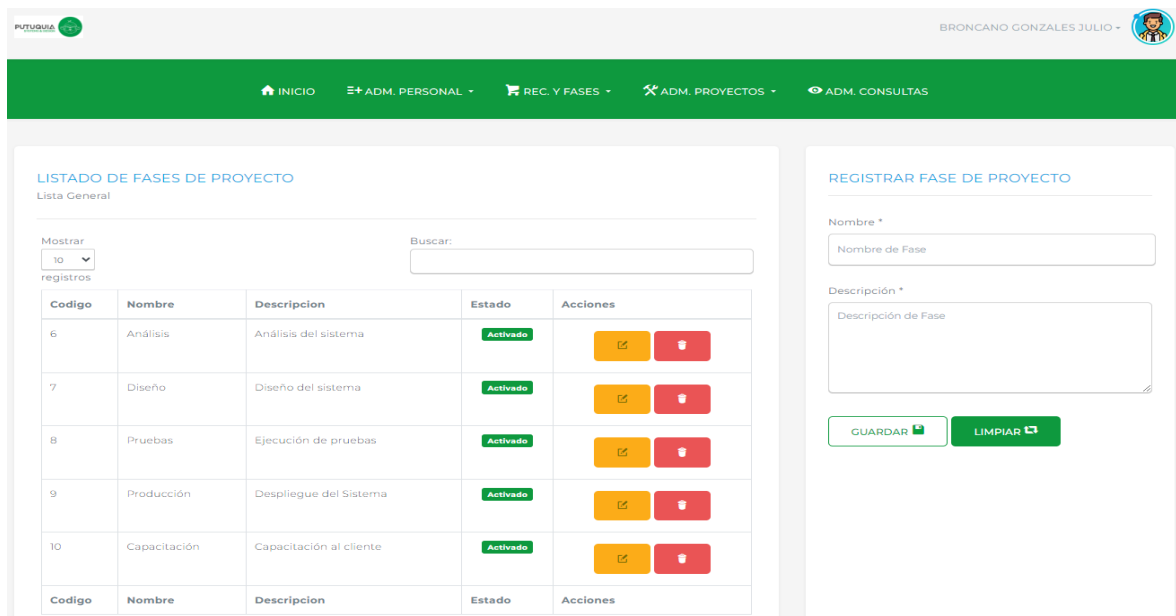 PUTUQUIA
BRONCANO GONZALES JULIO
INICIO ADM. PERSONAL REC. Y FASES ADM. PROYECTOS ADM. CONSULTAS
LISTADO DE FASES DE PROYECTO
Lista General
Mostrar
10
registros
Buscar:
Codigo Nombre Descripcion Estado Acciones
6 Análisis Análisis del sistema Activado
7 Diseño Diseño del sistema Activado
8 Pruebas Ejecución de pruebas Activado
9 Producción Despliegue del Sistema Activado
10 Capacitación Capacitación al cliente Activado
Codigo Nombre Descripcion Estado Acciones
REGISTRAR FASE DE PROYECTO
Nombre *
Nombre de Fase
Descripción *
Descripción de Fase
GUARDAR LIMPIAR